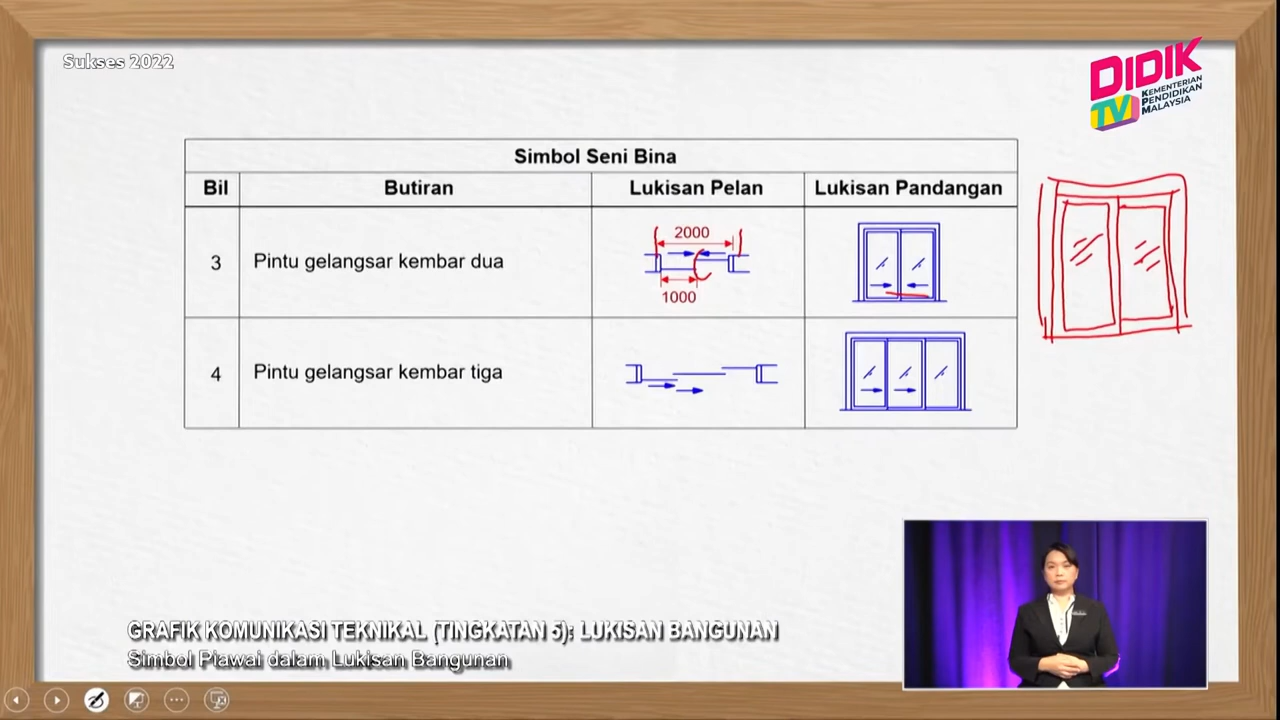 Sukses 2022
DIDIK
TV
KEMENTERIAN
PENDIDIKAN
MALAYSIA
Simbol Seni Bina
Bil Butiran Lukisan Pelan Lukisan Pandangan
3 Pintu gelangsar kembar dua
2000
1000
4 Pintu gelangsar kembar tiga
GRAFIK KOMUNIKASI TEKNIKAL (TINGKATAN 5): LUKISAN BANGUNAN
Simbol Piawai dalam Lukisan Bangunan